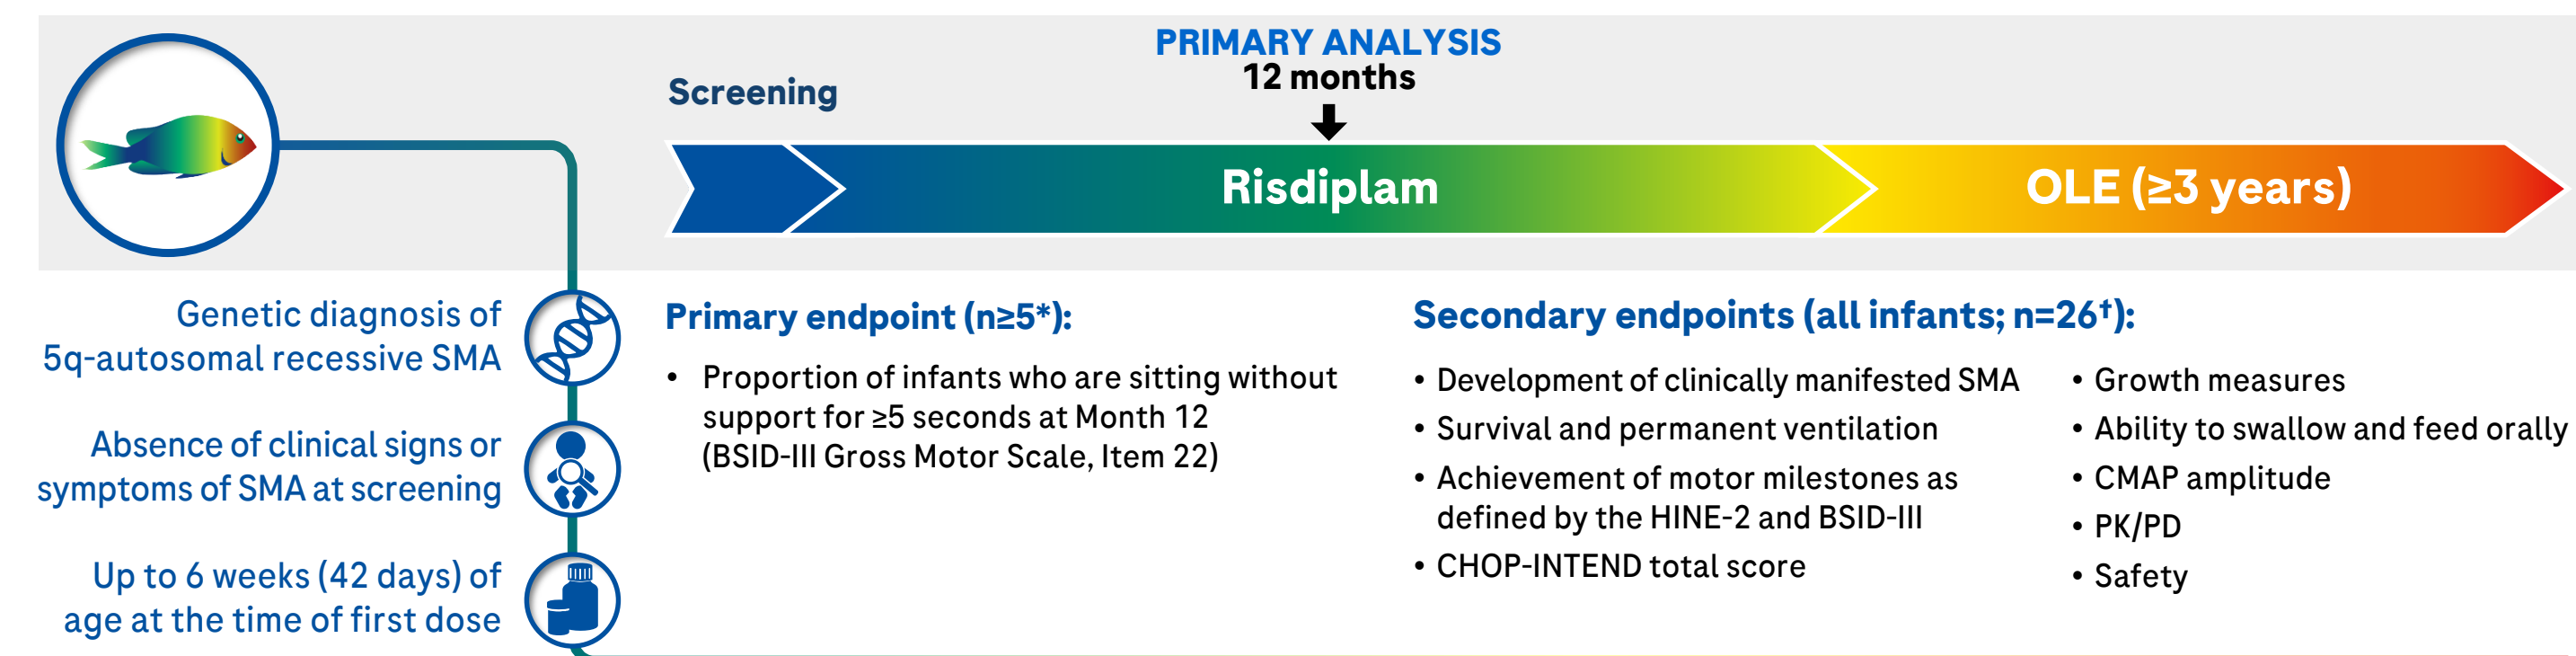 PRIMARY ANALYSIS
12 months
Screening
Risdiplam
OLE (≥3 years)
Genetic diagnosis of
5q-autosomal recessive SMA
Absence of clinical signs or
symptoms of SMA at screening
Up to 6 weeks (42 days) of
age at the time of first dose
Primary endpoint (n≥5*):
• Proportion of infants who are sitting without
support for ≥5 seconds at Month 12
(BSID-III Gross Motor Scale, Item 22)
Secondary endpoints (all infants; n=26†):
• Development of clinically manifested SMA
• Survival and permanent ventilation
• Achievement of motor milestones as
defined by the HINE-2 and BSID-III
• CHOP-INTEND total score
• Growth measures
• Ability to swallow and feed orally
• CMAP amplitude
• PK/PD
• Safety